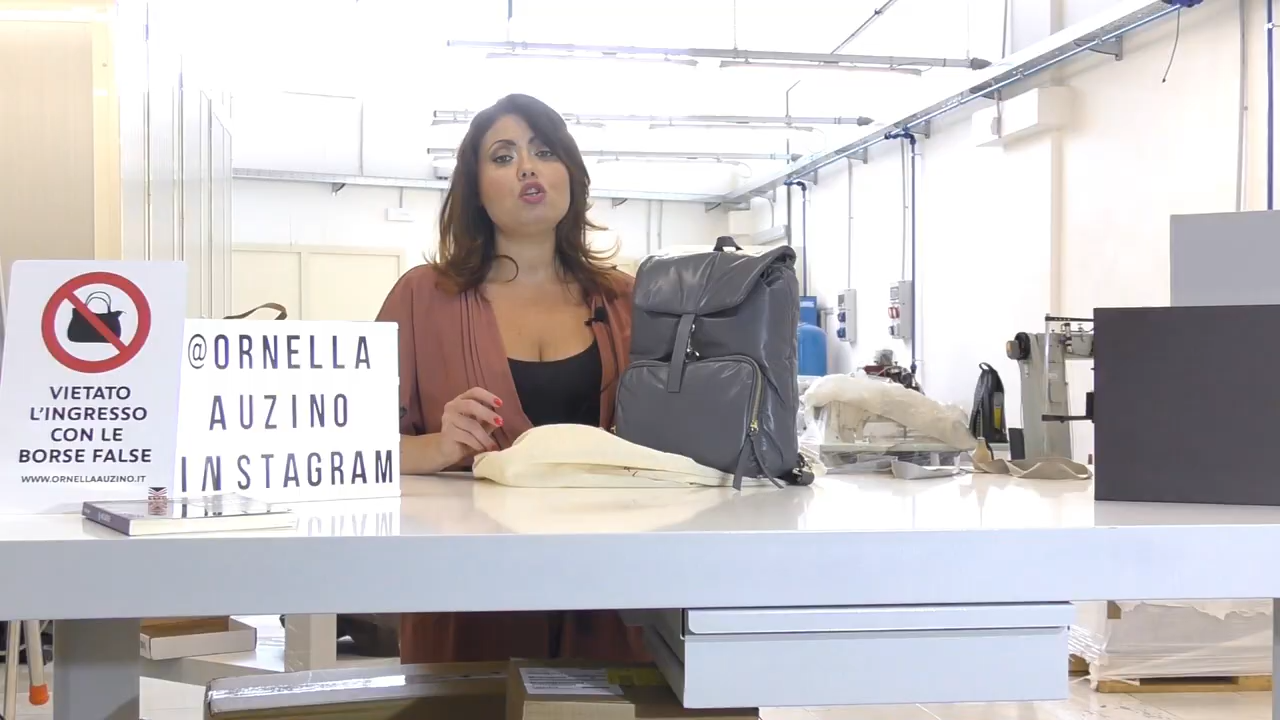 VIETATO
L'INGRESSO
CON LE
BORSE FALSE
WWW.ORNELLAAUZINO.IT
@ORNELLA
AUZINO
INSTAGRAM